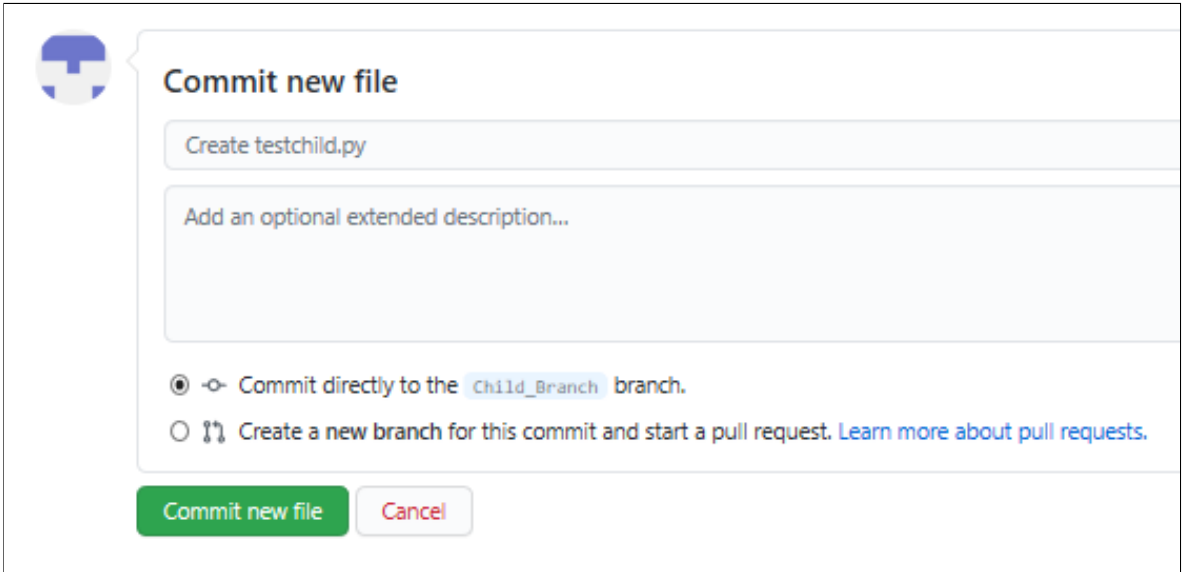 Commit new file
Create testchild.py
Add an optional extended description...
Commit directly to the Child_Branch branch.
Create a new branch for this commit and start a pull request. Learn more about pull requests.
Commit new file Cancel